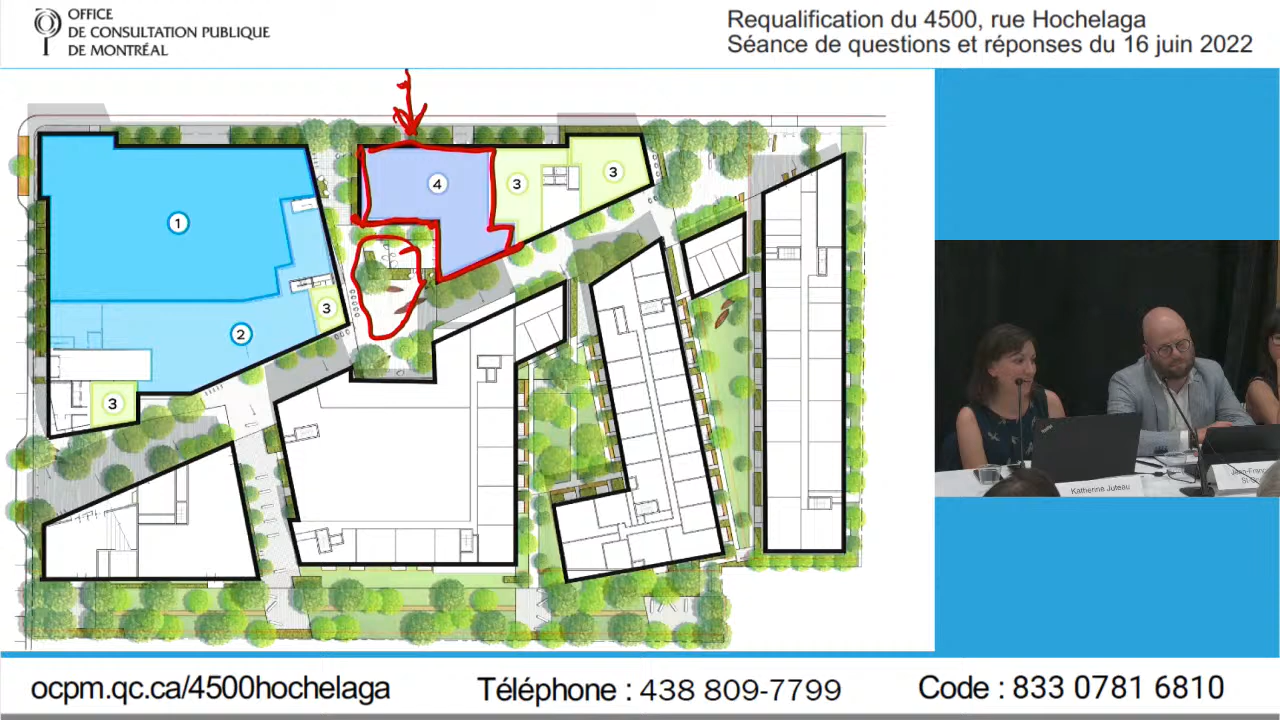 OFFICE
DE CONSULTATION PUBLIQUE
DE MONTRÉAL
Requalification du 4500, rue Hochelaga
Séance de questions et réponses du 16 juin 2022
1
2
3
3
4
3
3
Katherine Juteau
ocpm.qc.ca/4500hochelaga
Téléphone : 438 809-7799
Code : 833 0781 6810